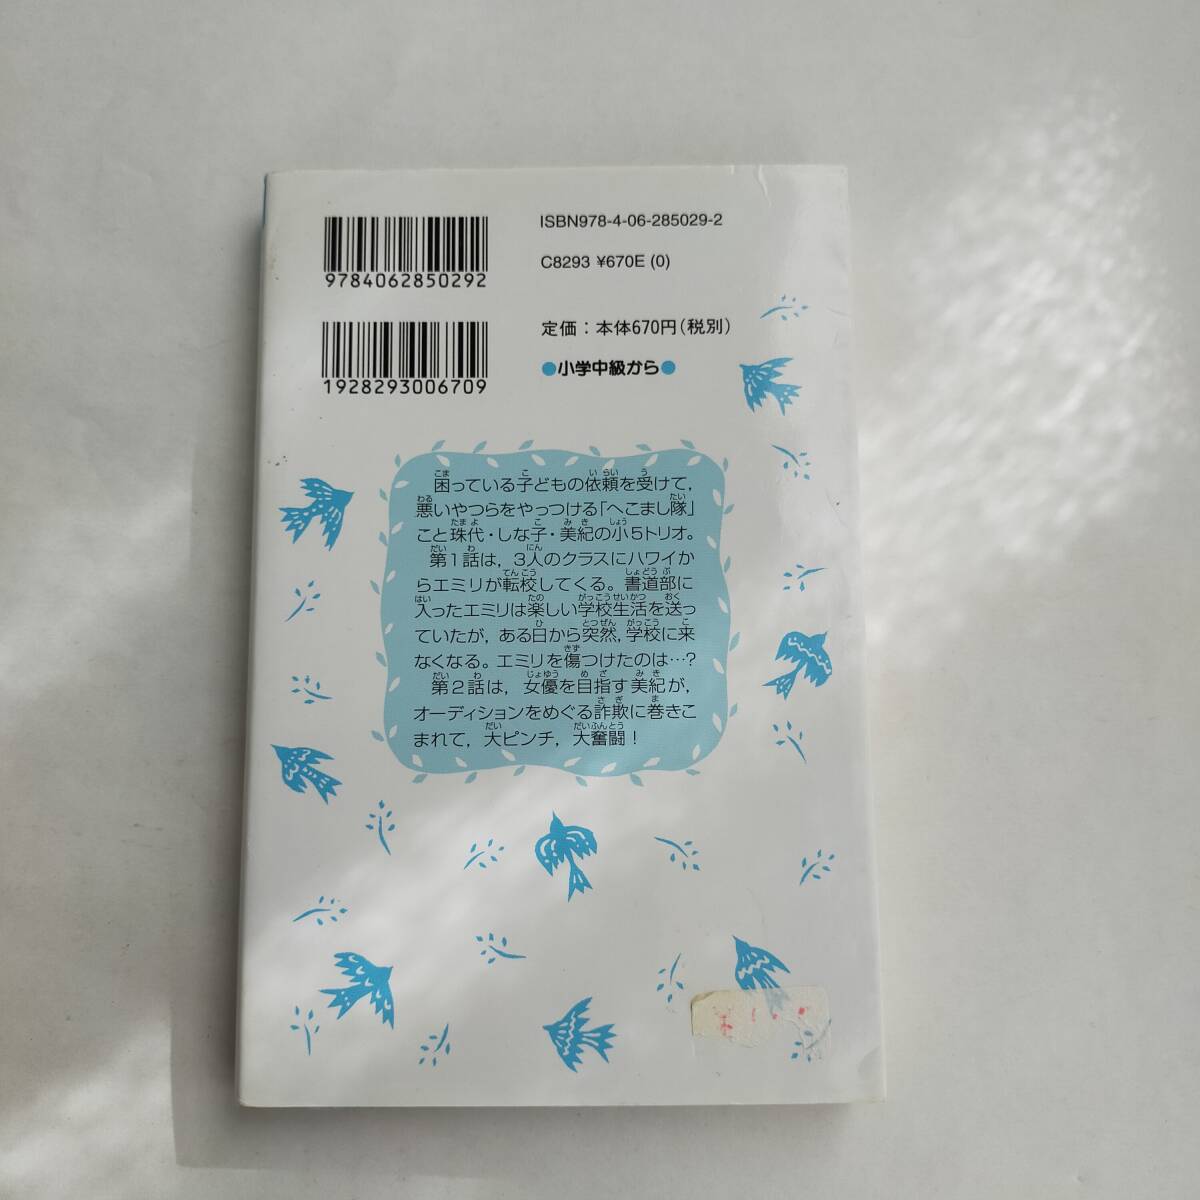 ISBN978-4-06-285029-2
C8293 ¥670E (0)
9784062850292
定価：本体670円(税別)
1928293006709
●小学中級から●
困っている子どもの依頼を受けて，
悪いやつらをやっつける「へこまし隊」
こと珠代・しな子・美紀の小5トリオ。
第1話は，3人のクラスにハワイか
らエミリが転校してくる。書道部に
入ったエミリは楽しい学校生活を送っ
ていたが，ある日から突然，学校に来
なくなる。エミリを傷つけたのは…？
第2話は，女優を目指す美紀が，
オーディションをめぐる詐欺に巻きこ
まれて，大ピンチ，大奮闘！